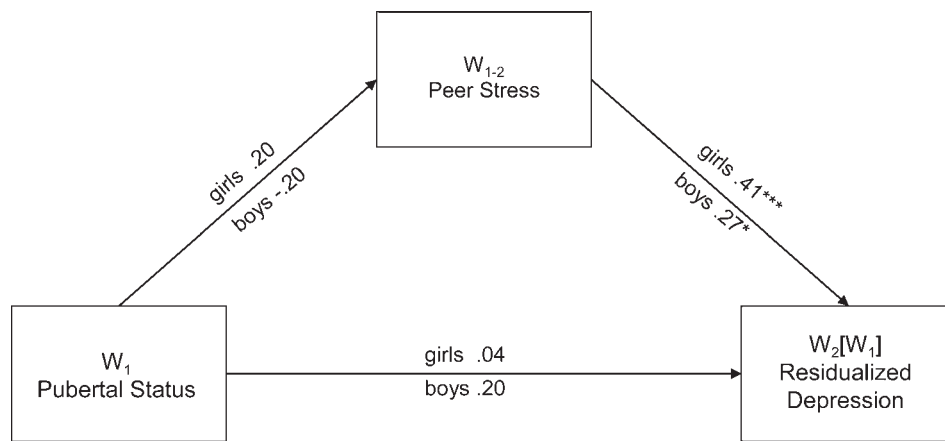 W₁₋₂
Peer Stress
girls .20
boys -.20
girls .41***
boys .27*
W₁
Pubertal Status
girls .04
boys .20
W₂[W₁]
Residualized
Depression